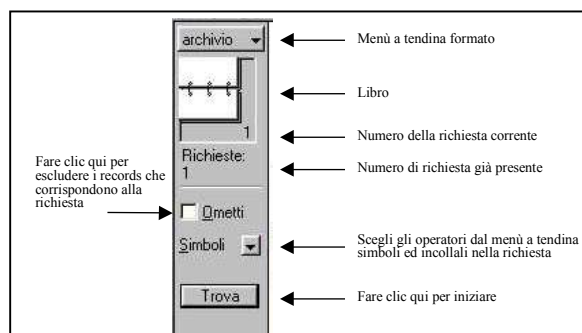 archivio
Menù a tendina formato
Libro
1
Numero della richiesta corrente
Richieste:
1
Numero di richiesta già presente
Fare clic qui per
escludere i records che
corrispondono alla
richiesta
Ometti
Simboli
Scegli gli operatori dal menù a tendina
simboli ed incollali nella richiesta
Trova
Fare clic qui per iniziare